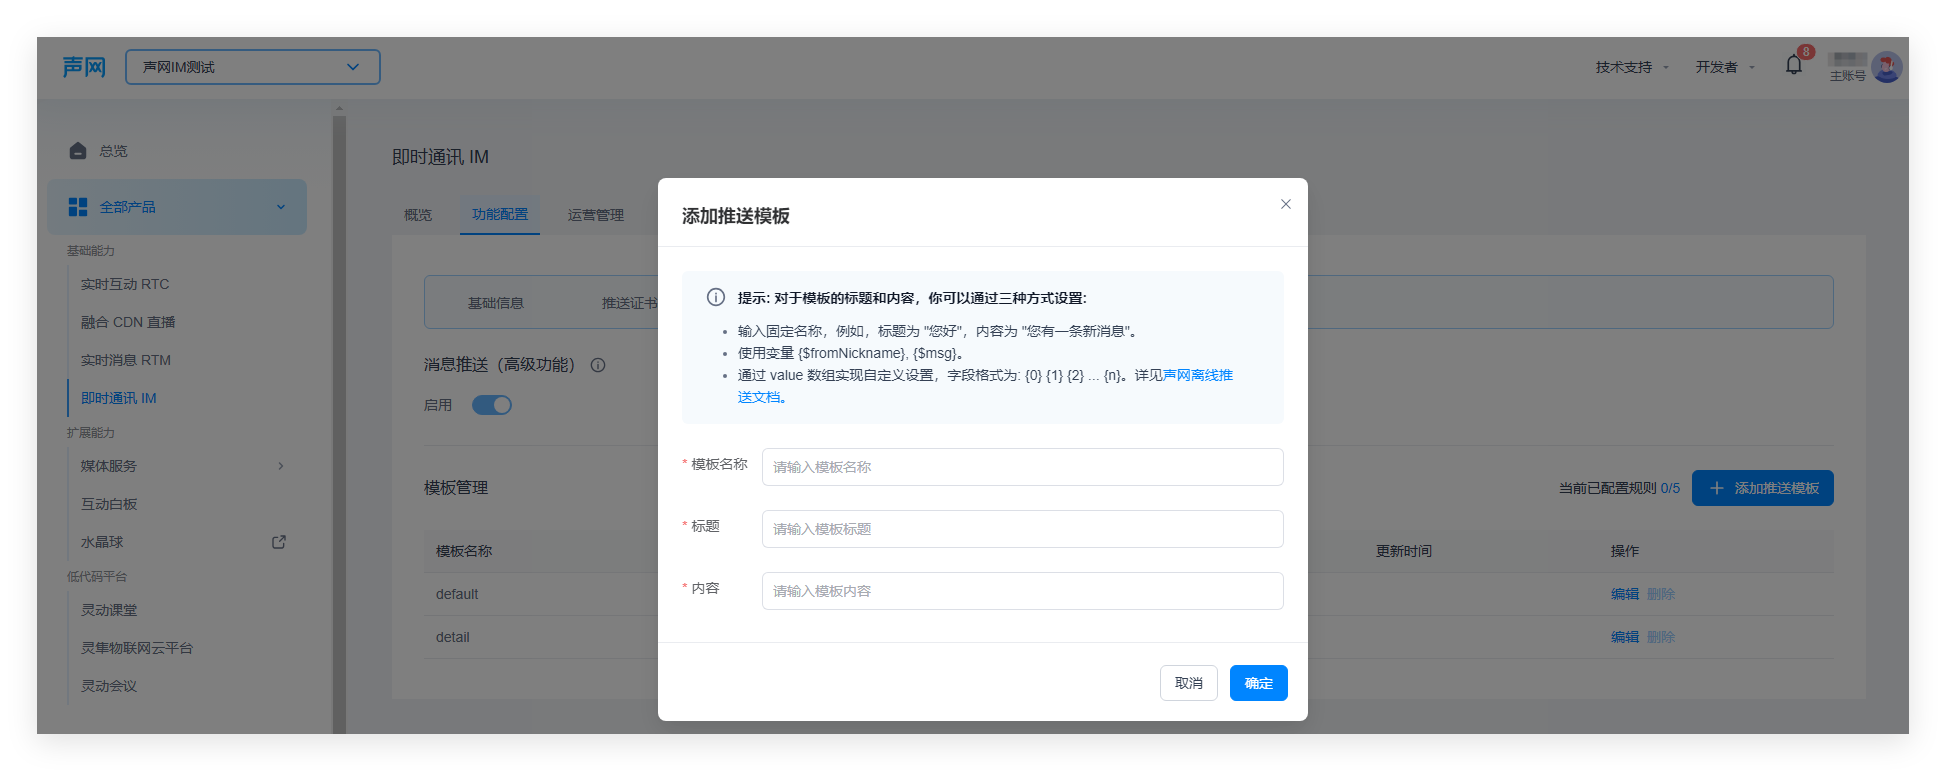 声网
声网IM测试
技术支持
开发者
8
主账号
总览
全部产品
基础能力
实时互动 RTC
融合 CDN 直播
实时消息 RTM
即时通讯 IM
扩展能力
媒体服务
互动白板
水晶球
低代码平台
灵动课堂
灵隼物联网云平台
灵动会议
即时通讯 IM
概览
功能配置
运营管理
基础信息
推送证书
消息推送（高级功能）
启用
模板管理
当前已配置规则 0/5
添加推送模板
模板名称
更新时间
操作
default
编辑 删除
detail
编辑 删除
添加推送模板
提示: 对于模板的标题和内容，你可以通过三种方式设置:
• 输入固定名称，例如，标题为 "您好"，内容为 "您有一条新消息"。
• 使用变量 {$fromNickname}, {$msg}。
• 通过 value 数组实现自定义设置，字段格式为: {0} {1} {2} ... {n}。详见声网离线推
送文档。
* 模板名称
请输入模板名称
* 标题
请输入模板标题
* 内容
请输入模板内容
取消
确定